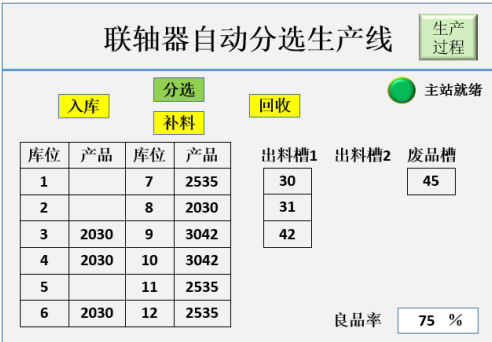 联轴器自动分选生产线
生产
过程
分选
主站就绪
入库
回收
补料
库位 产品 库位 产品
1 7 2535
2 8 2030
3 2030 9 3042
4 2030 10 3042
5 11 2535
6 2030 12 2535
出料槽1 出料槽2 废品槽
30 45
31
42
良品率 75 %